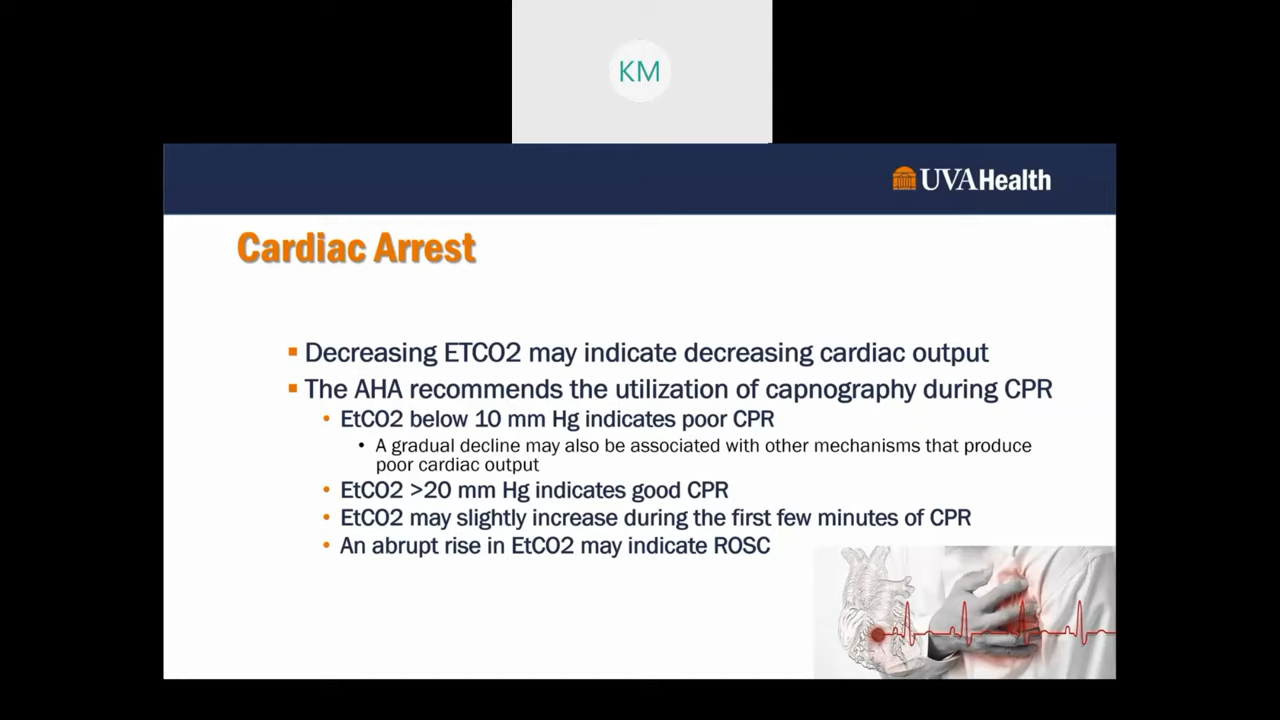 KM
UVAHealth
Cardiac Arrest
▪ Decreasing ETCO2 may indicate decreasing cardiac output
▪ The AHA recommends the utilization of capnography during CPR
• EtCO2 below 10 mm Hg indicates poor CPR
• A gradual decline may also be associated with other mechanisms that produce
poor cardiac output
• EtCO2 >20 mm Hg indicates good CPR
• EtCO2 may slightly increase during the first few minutes of CPR
• An abrupt rise in EtCO2 may indicate ROSC